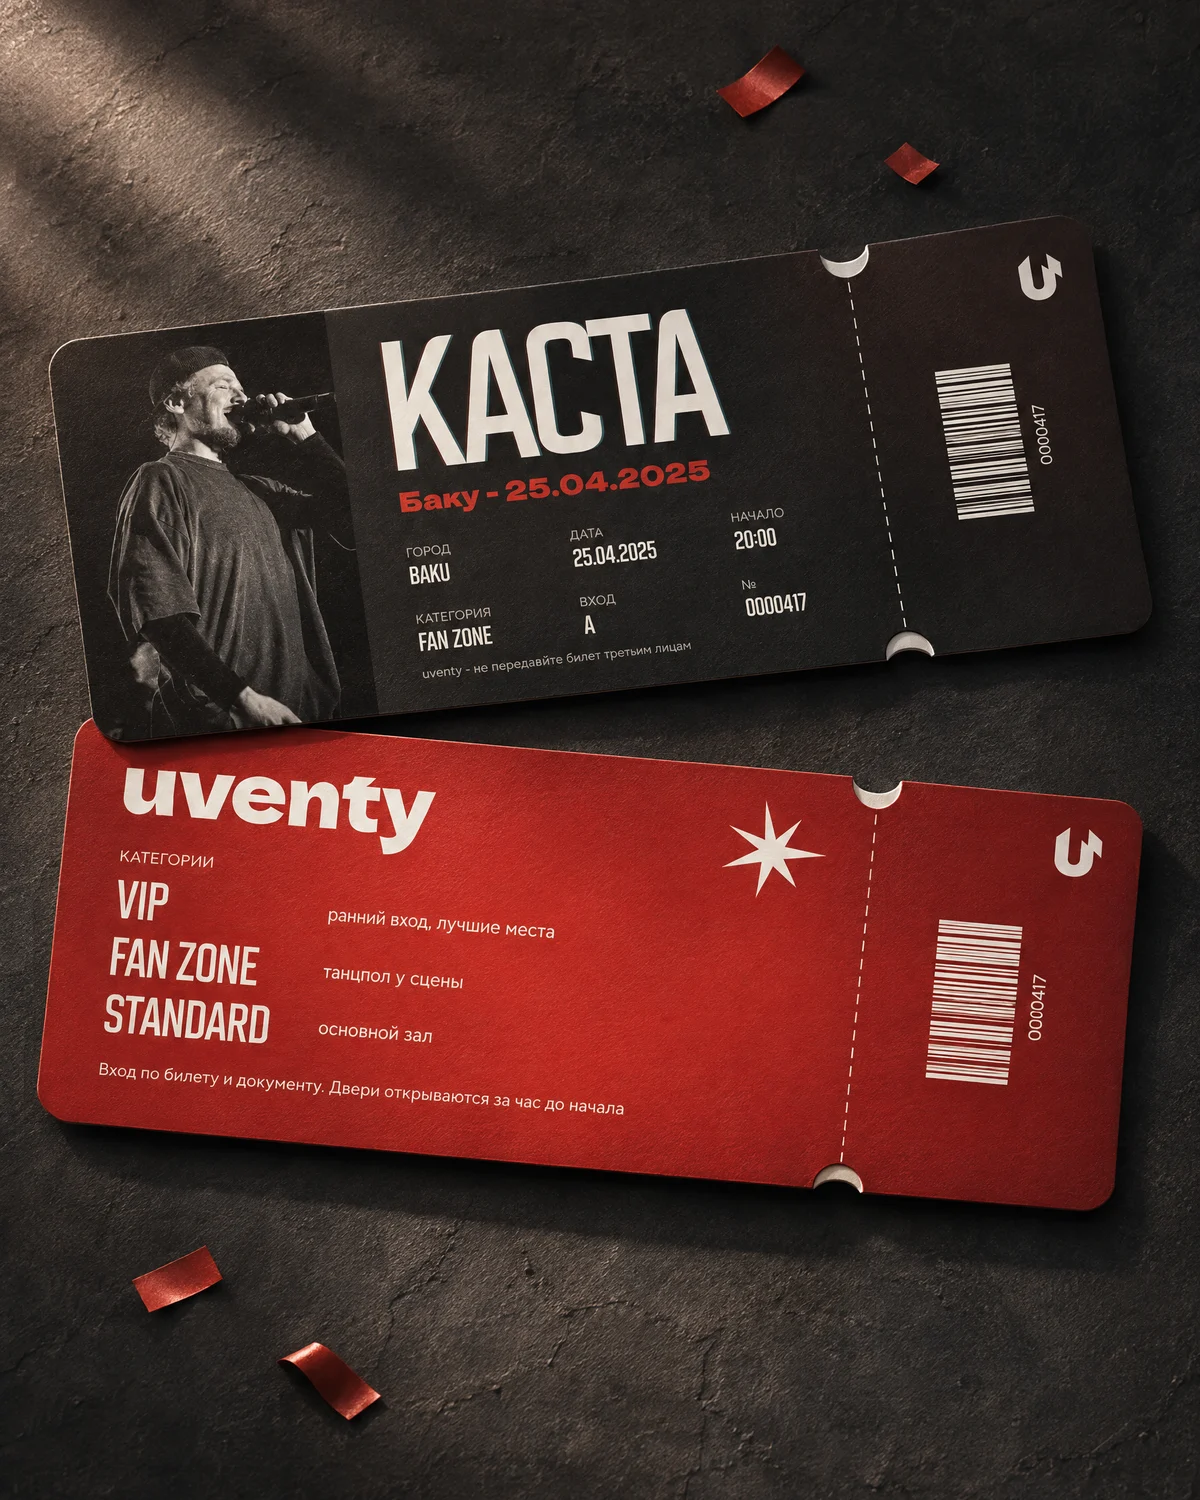 КАСТА
Баку - 25.04.2025
ГОРОД
BAKU
ДАТА
25.04.2025
НАЧАЛО
20:00
КАТЕГОРИЯ
FAN ZONE
ВХОД
A
№
0000417
uventy - не передавйте билет третьим лицам
U
0000417
uventy
КАТЕГОРИИ
VIP
ранний вход, лучшие места
FAN ZONE
танцпол у сцены
STANDARD
основной зал
Вход по билету и документу. Двери открываются за час до начала
U
0000417